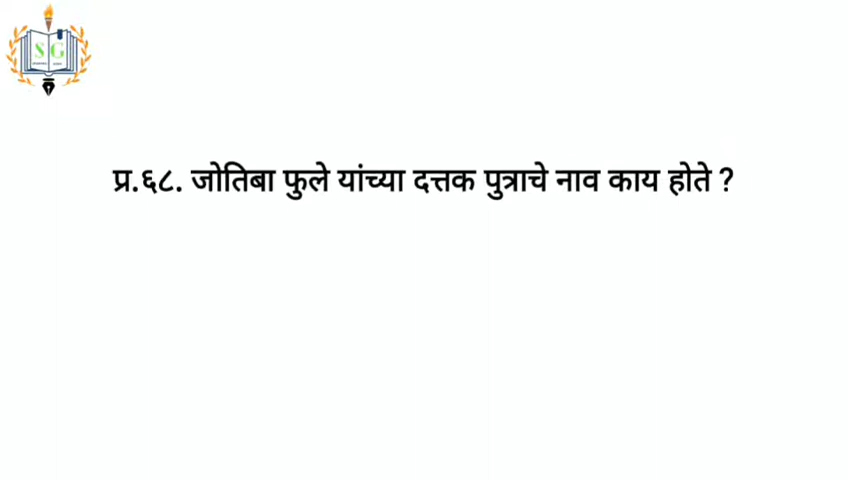 S G
प्र.६८. जोतिबा फुले यांच्या दत्तक पुत्राचे नाव काय होते ?